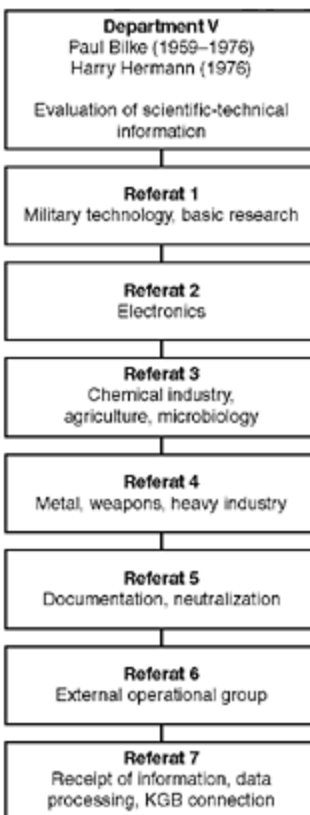 Department V
Paul Bilke (1959–1976)
Harry Hermann (1976)
Evaluation of scientific-technical
information
Referat 1
Military technology, basic research
Referat 2
Electronics
Referat 3
Chemical industry,
agriculture, microbiology
Referat 4
Metal, weapons, heavy industry
Referat 5
Documentation, neutralization
Referat 6
External operational group
Referat 7
Receipt of information, data
processing, KGB connection